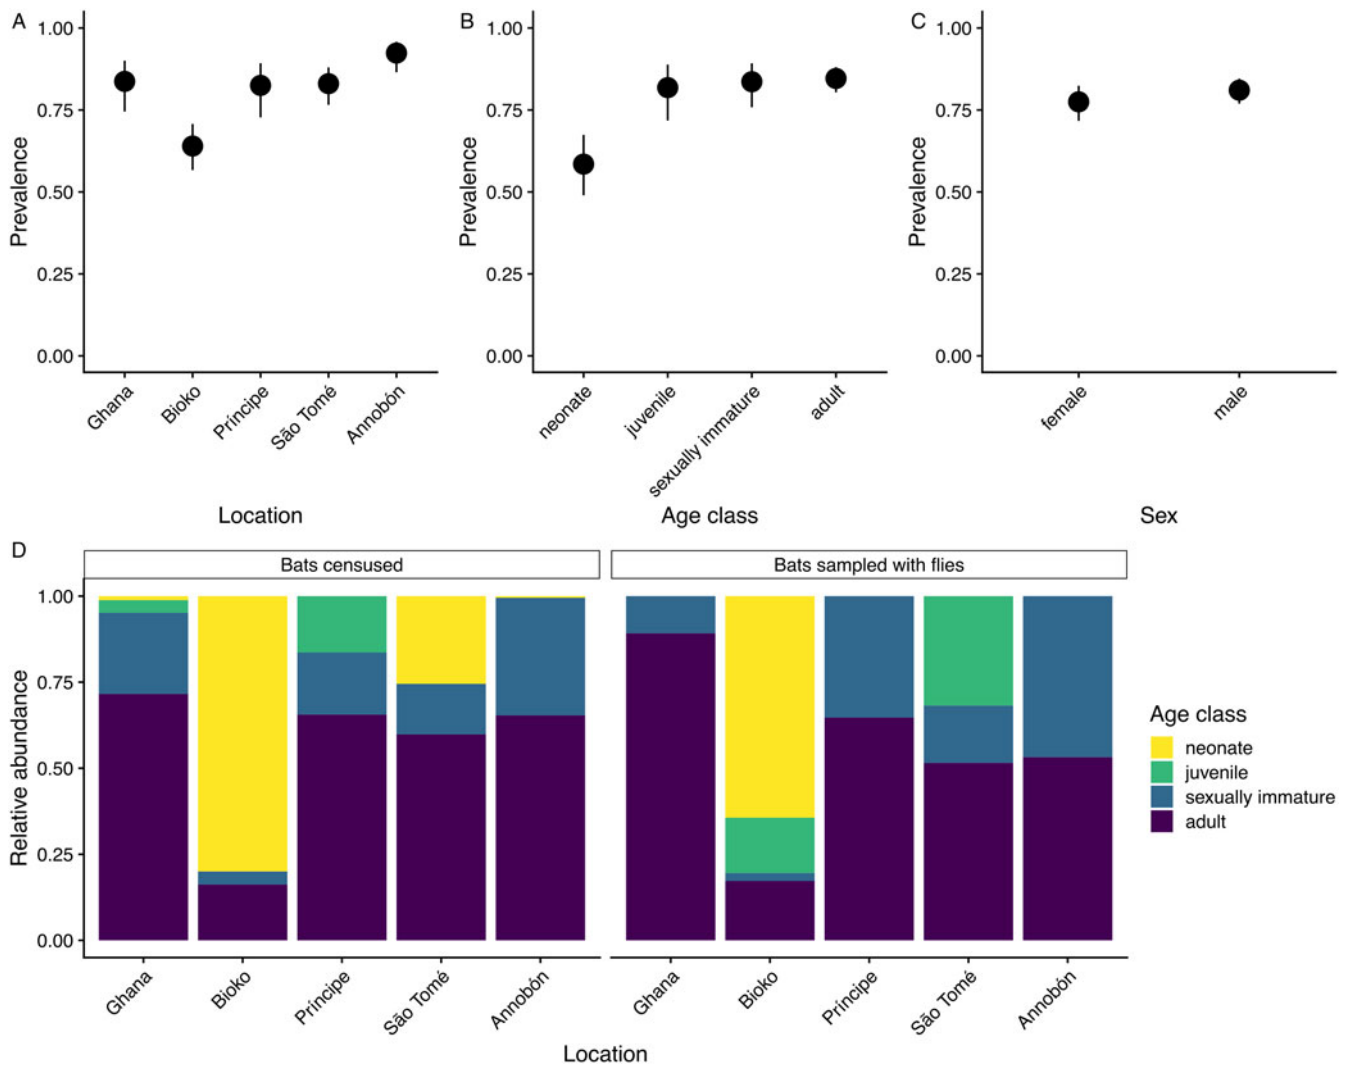 A
1.00
0.75
0.50
0.25
0.00
Prevalence
Ghana
Bioko
Príncipe
São Tomé
Annobón
Location
B
1.00
0.75
0.50
0.25
0.00
Prevalence
neonate
juvenile
sexually immature
adult
Age class
C
1.00
0.75
0.50
0.25
0.00
Prevalence
female
male
Sex
D
Bats censused
Bats sampled with flies
1.00
0.75
0.50
0.25
0.00
Relative abundance
Ghana
Bioko
Príncipe
São Tomé
Annobón
Ghana
Bioko
Príncipe
São Tomé
Annobón
Location
Age class
neonate
juvenile
sexually immature
adult